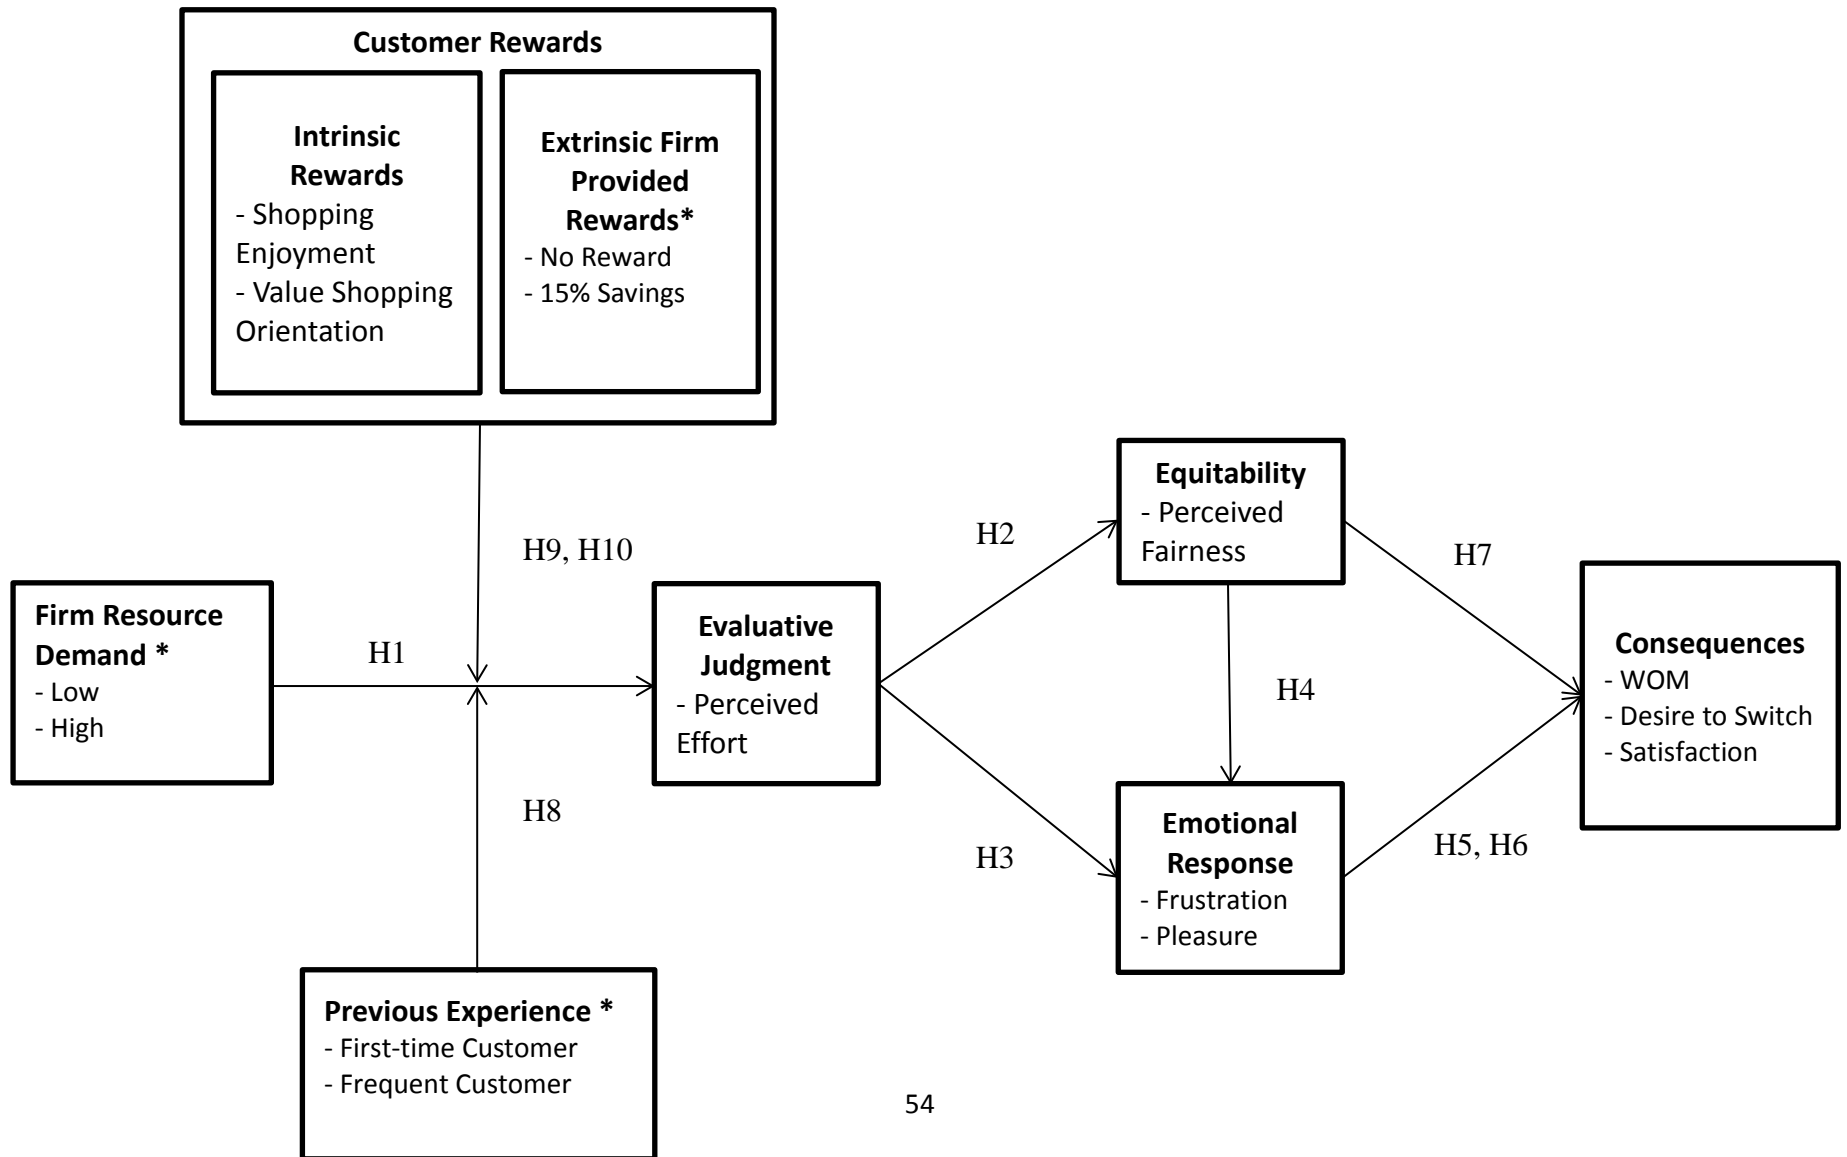 Customer Rewards
Intrinsic
Rewards
- Shopping
Enjoyment
- Value Shopping
Orientation
Extrinsic Firm
Provided
Rewards*
- No Reward
- 15% Savings
H9, H10
Firm Resource
Demand *
- Low
- High
H1
Evaluative
Judgment
- Perceived
Effort
H2
H3
Equitability
- Perceived
Fairness
H4
Emotional
Response
- Frustration
- Pleasure
H7
H5, H6
Consequences
- WOM
- Desire to Switch
- Satisfaction
H8
Previous Experience *
- First-time Customer
- Frequent Customer
54